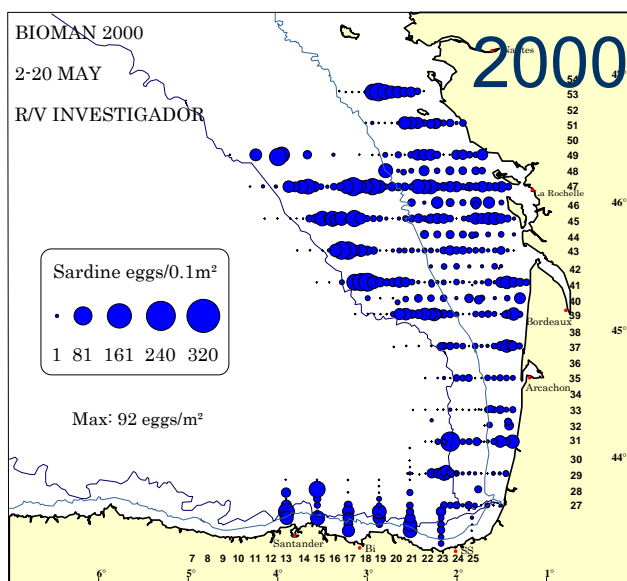 BIOMAN 2000
2-20 MAY
R/V INVESTIGADOR
2000
Nantes
54
53
52
51
50
49
48
47
46
45
44
43
42
41
40
39
38
37
36
35
34
33
32
31
30
29
28
27
47°
46°
45°
44°
La Rochelle
Bordeaux
Arcachon
Sardine eggs/0.1m²
1 81 161 240 320
Max: 92 eggs/m²
Santander
Bi
SS
7 8 9 10 11 12 13 14 15 16 17 18 19 20 21 22 23 24 25
6° 5° 4° 3° 2° 1°